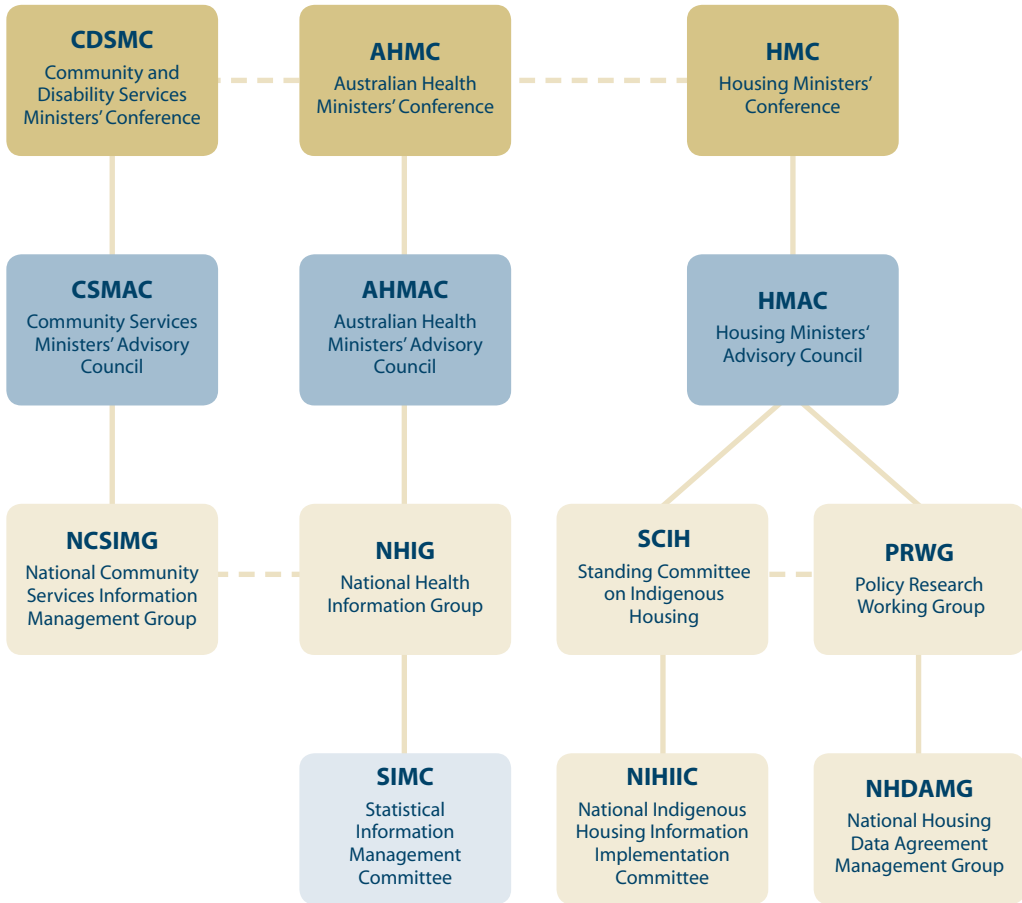 CDSMC
Community and
Disability Services
Ministers' Conference
AHMC
Australian Health
Ministers' Conference
HMC
Housing Ministers'
Conference
CSMAC
Community Services
Ministers' Advisory
Council
AHMAC
Australian Health
Ministers' Advisory
Council
HMAC
Housing Ministers'
Advisory Council
NCSIMG
National Community
Services Information
Management Group
NHIG
National Health
Information Group
SCIH
Standing Committee
on Indigenous
Housing
PRWG
Policy Research
Working Group
SIMC
Statistical
Information
Management
Committee
NIHIIC
National Indigenous
Housing Information
Implementation
Committee
NHDAMG
National Housing
Data Agreement
Management Group